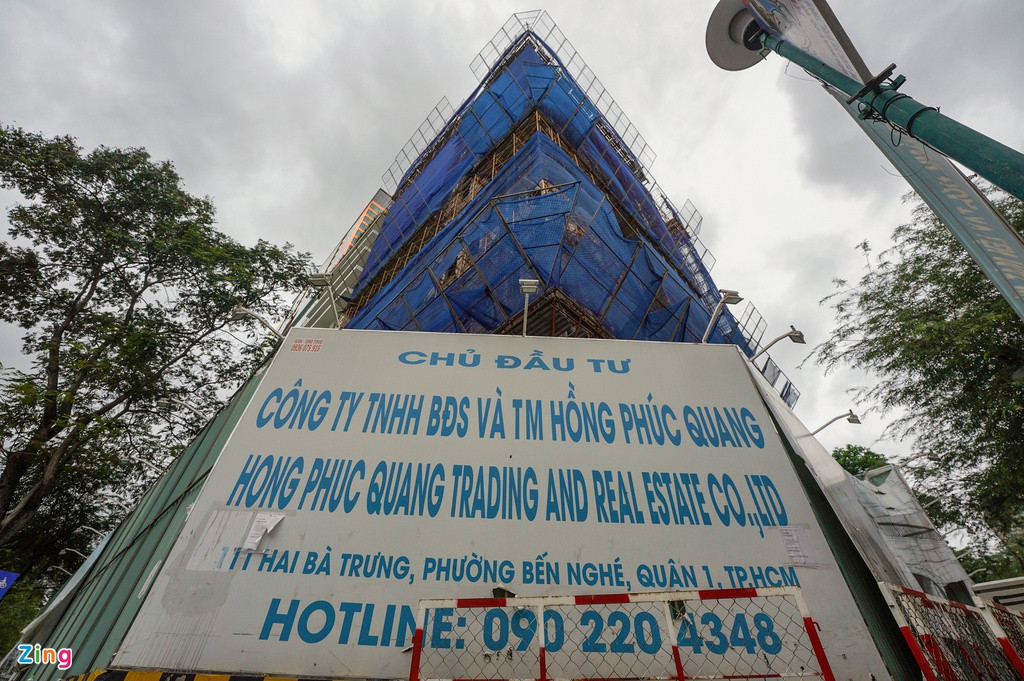 CHỦ ĐẦU TƯ
CÔNG TY TNHH BĐS VÀ TM HỒNG PHÚC QUANG
HONG PHUC QUANG TRADING AND REAL ESTATE CO.,LTD
111 HAI BÀ TRƯNG, PHƯỜNG BẾN NGHÉ, QUẬN 1, TP.HCM
HOTLINE: 090 220 4348
Zing